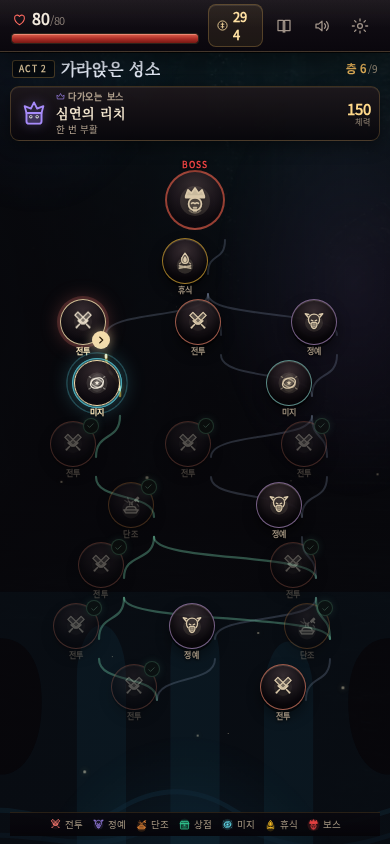 80/80
29
4
ACT 2 가라앉은 성소
층 6/9
다가오는 보스
심연의 리치
한 번 부활
150
체력
BOSS
휴식
전투 전투 정예
미지 미지
전투 전투 전투
단조 정예
전투 전투
전투 정예 단조
전투 전투
전투 정예 단조 상점 미지 휴식 보스